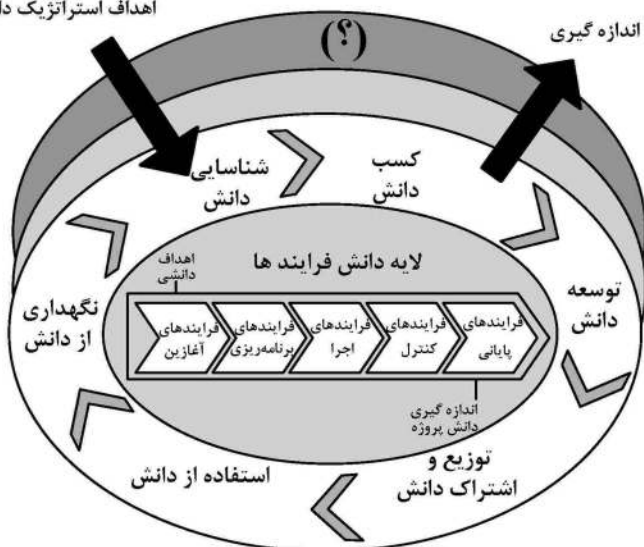 اهداف استراتژیک
اندازه گیری
(؟)
شناسایی
دانش
کسب
دانش
توسعه
دانش
توزیع و
اشتراک دانش
استفاده از دانش
نگهداری
از دانش
لایه دانش فرایند ها
اهداف
دانشی
فرایندهای
آغازین
فرایندهای
برنامه‌ریزی
فرایندهای
اجرا
فرایندهای
کنترل
فرایندهای
پایانی
اندازه گیری
دانش پروژه